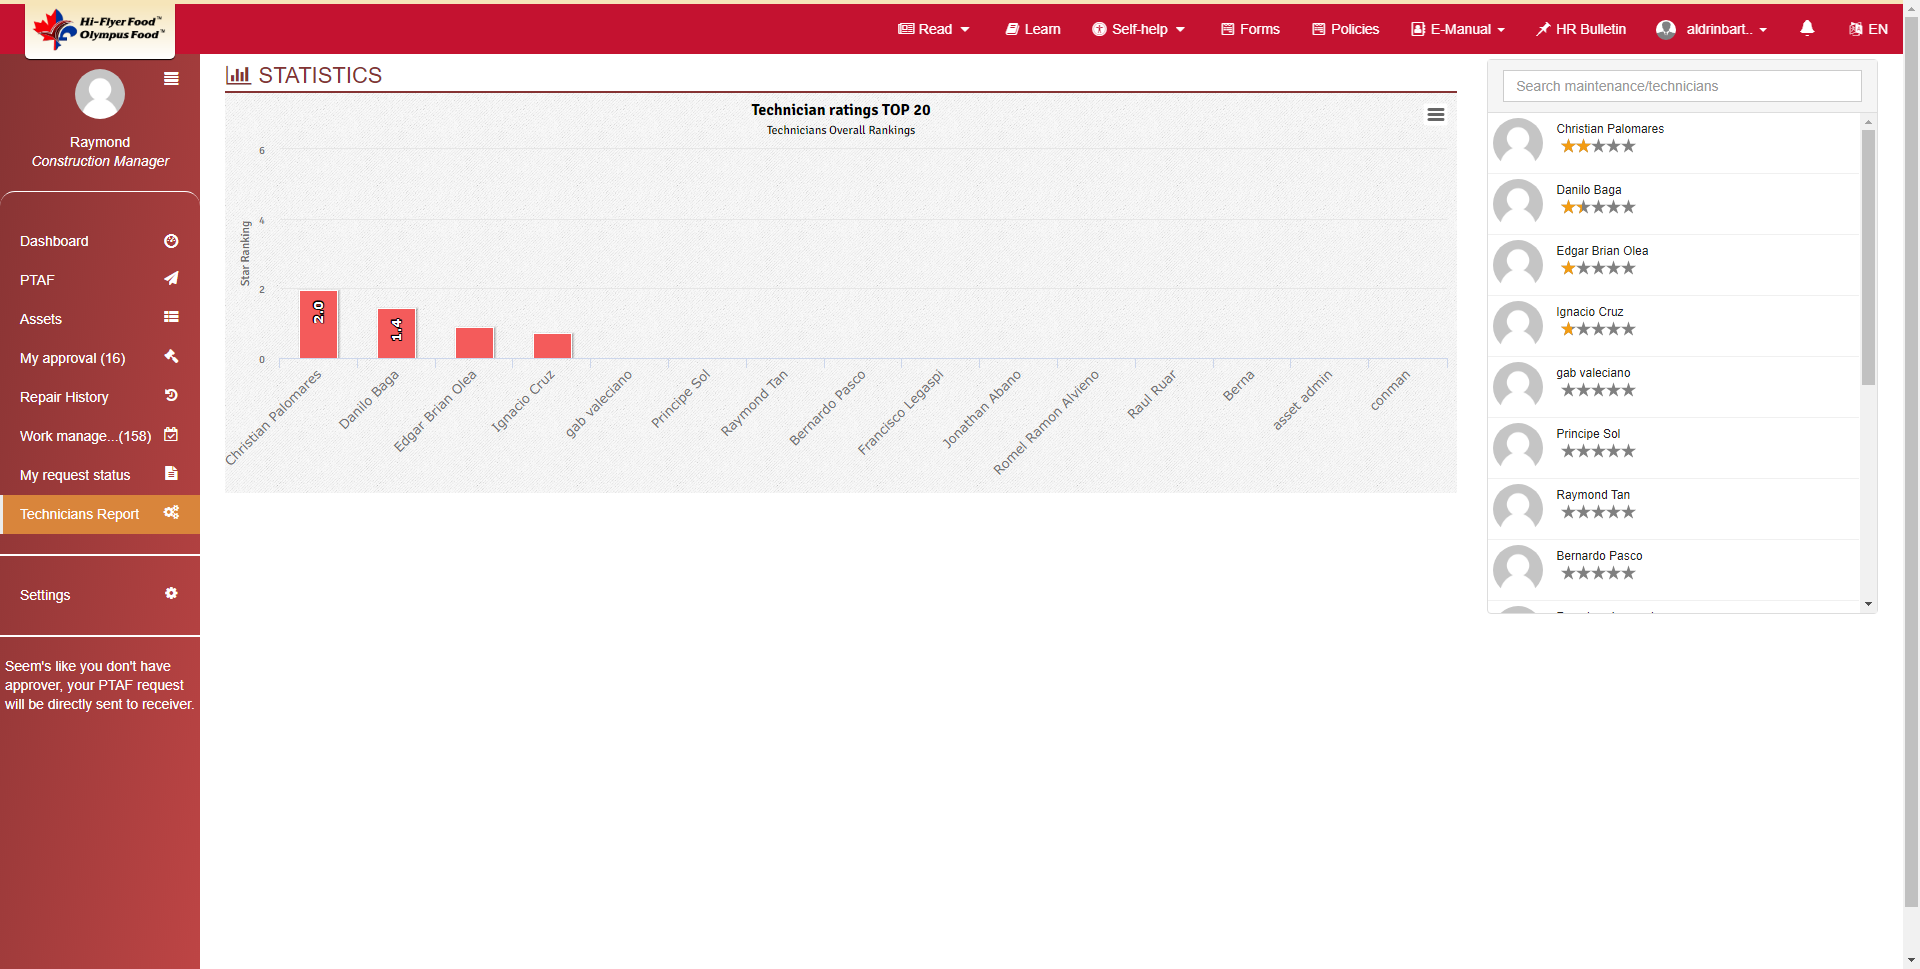 Hi-Flyer Food™
Olympus Food™
Read
Learn
Self-help
Forms
Policies
E-Manual
HR Bulletin
aldrinbart..
EN
Raymond
Construction Manager
Dashboard
PTAF
Assets
My approval (16)
Repair History
Work manage...(158)
My request status
Technicians Report
Settings
Seem's like you don't have
approver, your PTAF request
will be directly sent to receiver.
STATISTICS
Technician ratings TOP 20
Technicians Overall Rankings
Star Ranking
6
4
2
0
2.0
1.4
Christian Palomares
Danilo Baga
Edgar Brian Olea
Ignacio Cruz
gab valeciano
Principe Sol
Raymond Tan
Bernardo Pasco
Francisco Legaspi
Jonathan Abano
Romel Ramon Alvieno
Raul Ruar
Berna
asset admin
conman
Search maintenance/technicians
Christian Palomares
Danilo Baga
Edgar Brian Olea
Ignacio Cruz
gab valeciano
Principe Sol
Raymond Tan
Bernardo Pasco